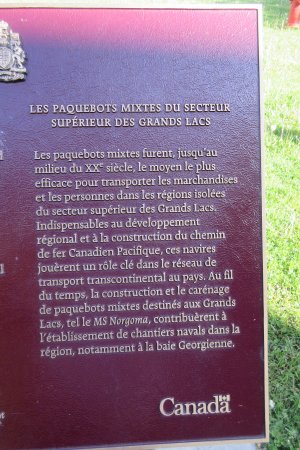 LES PAQUEBOTS MIXTES DU SECTEUR
SUPÉRIEUR DES GRANDS LACS
Les paquebots mixtes furent, jusqu'au
milieu du XXe siècle, le moyen le plus
efficace pour transporter les marchandises
et les personnes dans les régions isolées
du secteur supérieur des Grands Lacs.
Indispensables au développement
régional et à la construction du chemin
de fer Canadien Pacifique, ces navires
jouèrent un rôle clé dans le réseau de
transport transcontinental au pays. Au fil
du temps, la construction et le carénage
de paquebots mixtes destinés aux Grands
Lacs, tel le MS Norgoma, contribuèrent à
l'établissement de chantiers navals dans la
région, notamment à la baie Georgienne.
Canada